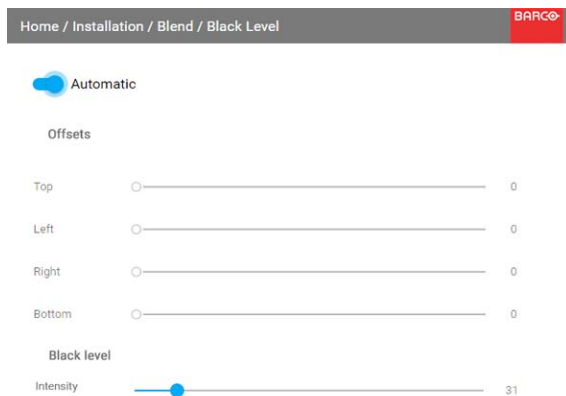 Home / Installation / Blend / Black Level
BARCO
Automatic
Offsets
Top 0
Left 0
Right 0
Bottom 0
Black level
Intensity 31